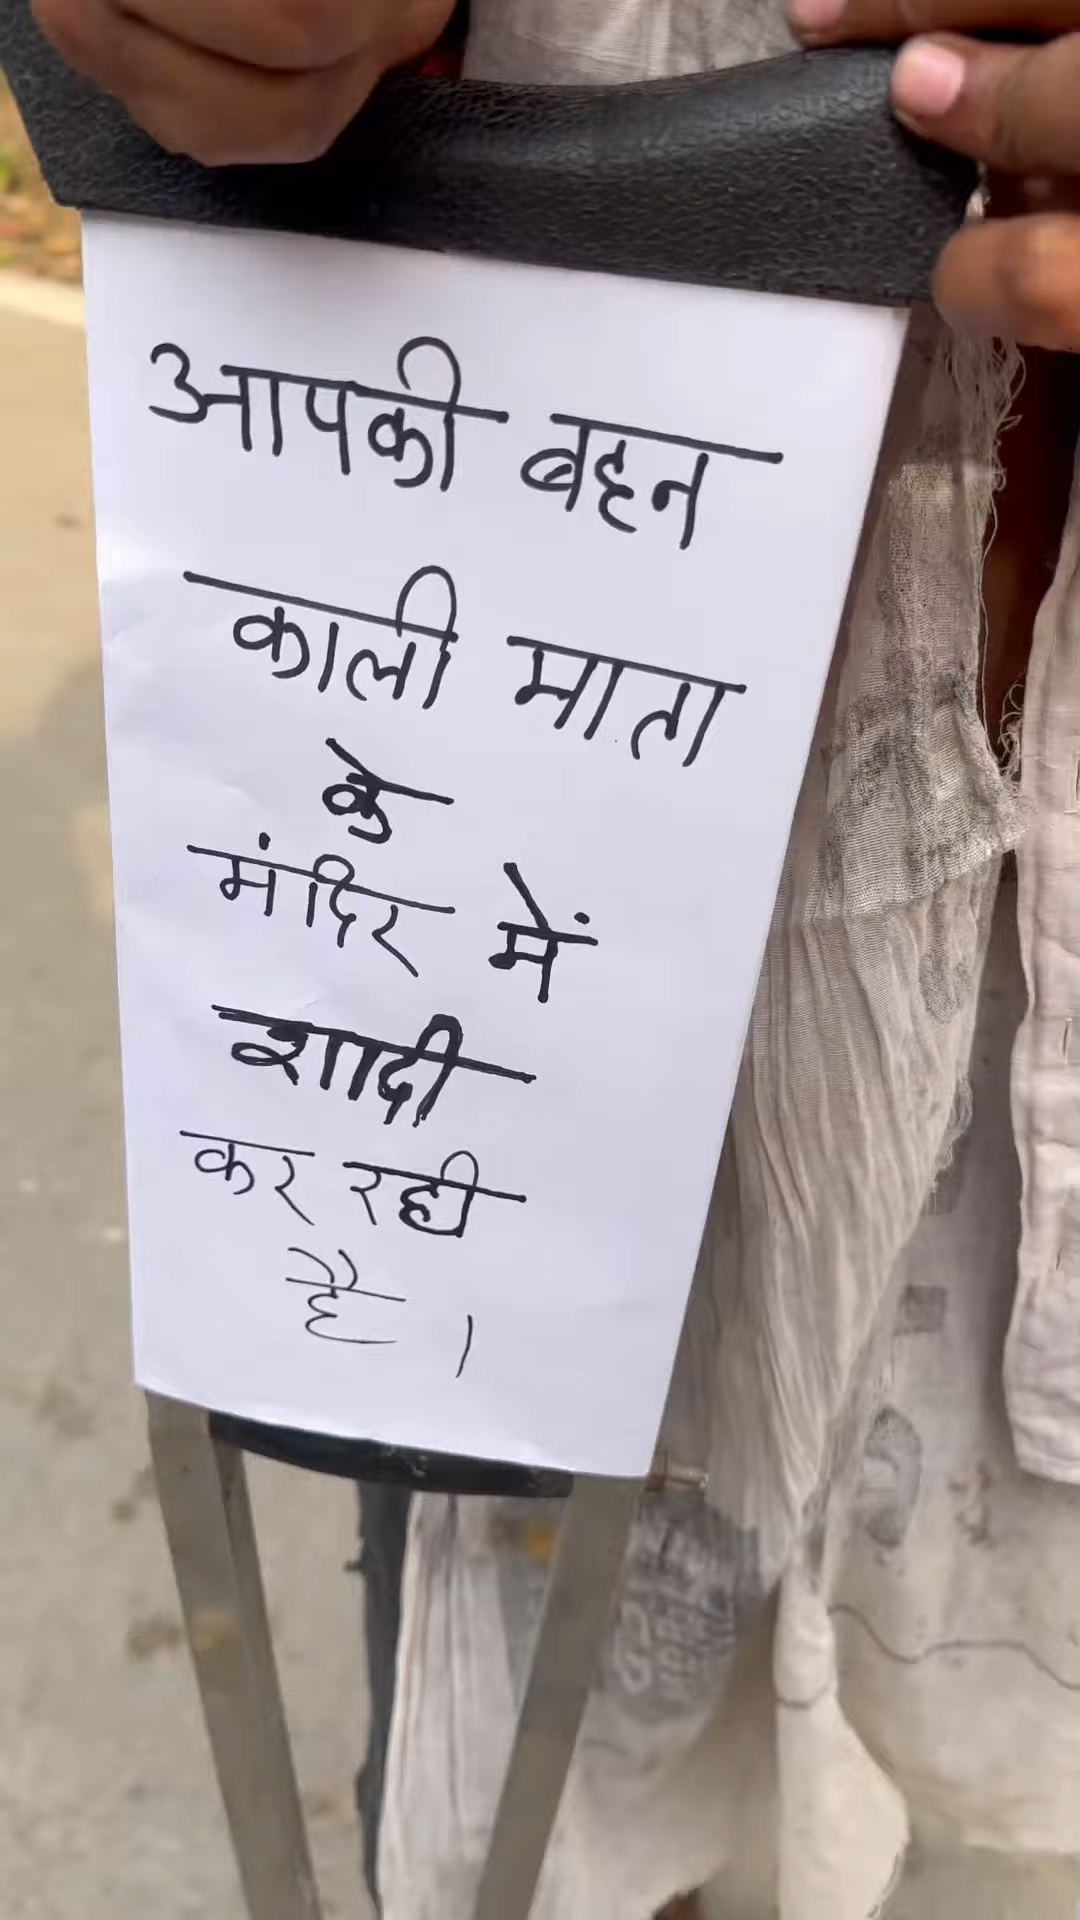 आपकी बहन
काली माता
के
मंदिर में
शादी
कर रही
है।